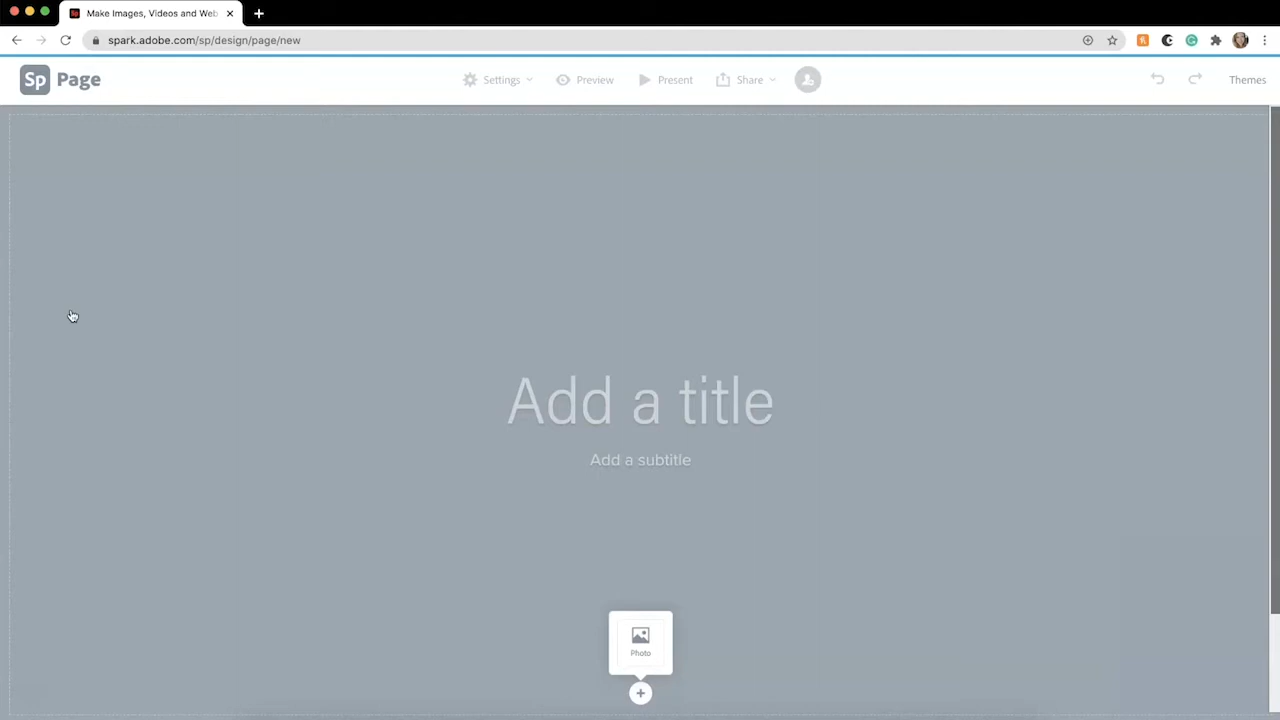 Make Images, Videos and Web
spark.adobe.com/sp/design/page/new
Sp Page
Settings
Preview
Present
Share
Themes
Add a title
Add a subtitle
Photo